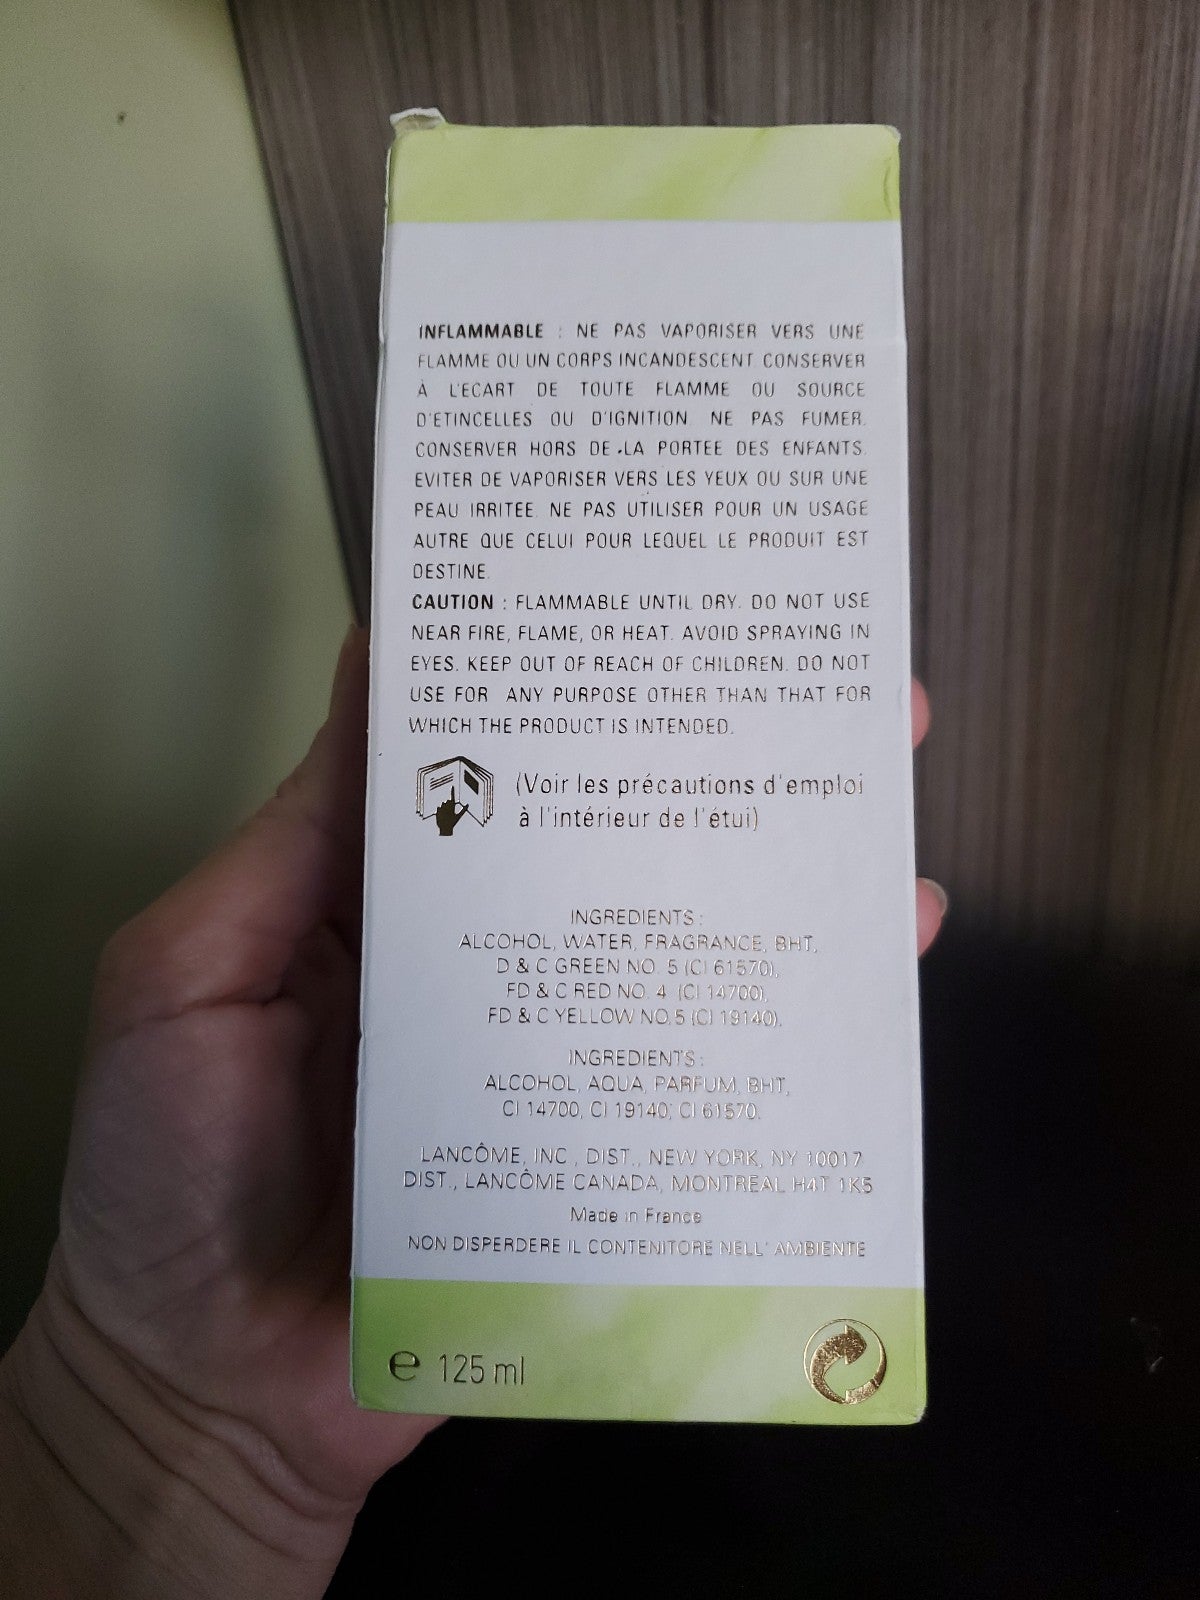 INFLAMMABLE : NE PAS VAPORISER VERS UNE
FLAMME OU UN CORPS INCANDESCENT. CONSERVER
À L'ECART DE TOUTE FLAMME OU SOURCE
D'ETINCELLES OU D'IGNITION. NE PAS FUMER.
CONSERVER HORS DE LA PORTEE DES ENFANTS.
EVITER DE VAPORISER VERS LES YEUX OU SUR UNE
PEAU IRRITEE. NE PAS UTILISER POUR UN USAGE
AUTRE QUE CELUI POUR LEQUEL LE PRODUIT EST
DESTINE.
CAUTION : FLAMMABLE UNTIL DRY. DO NOT USE
NEAR FIRE, FLAME, OR HEAT. AVOID SPRAYING IN
EYES. KEEP OUT OF REACH OF CHILDREN. DO NOT
USE FOR ANY PURPOSE OTHER THAN THAT FOR
WHICH THE PRODUCT IS INTENDED.
(Voir les précautions d'emploi
à l'intérieur de l'étui)
INGREDIENTS :
ALCOHOL, WATER, FRAGRANCE, BHT,
D & C GREEN NO. 5 (CI 61570),
FD & C RED NO. 4 (CI 14700),
FD & C YELLOW NO.5 (CI 19140).
INGREDIENTS :
ALCOHOL, AQUA, PARFUM, BHT,
CI 14700, CI 19140, CI 61570.
LANCÔME, INC., DIST., NEW YORK, NY 10017
DIST., LANCÔME CANADA, MONTREAL H4T 1K5
Made in France
NON DISPERDERE IL CONTENITORE NELL' AMBIENTE
℮ 125 ml